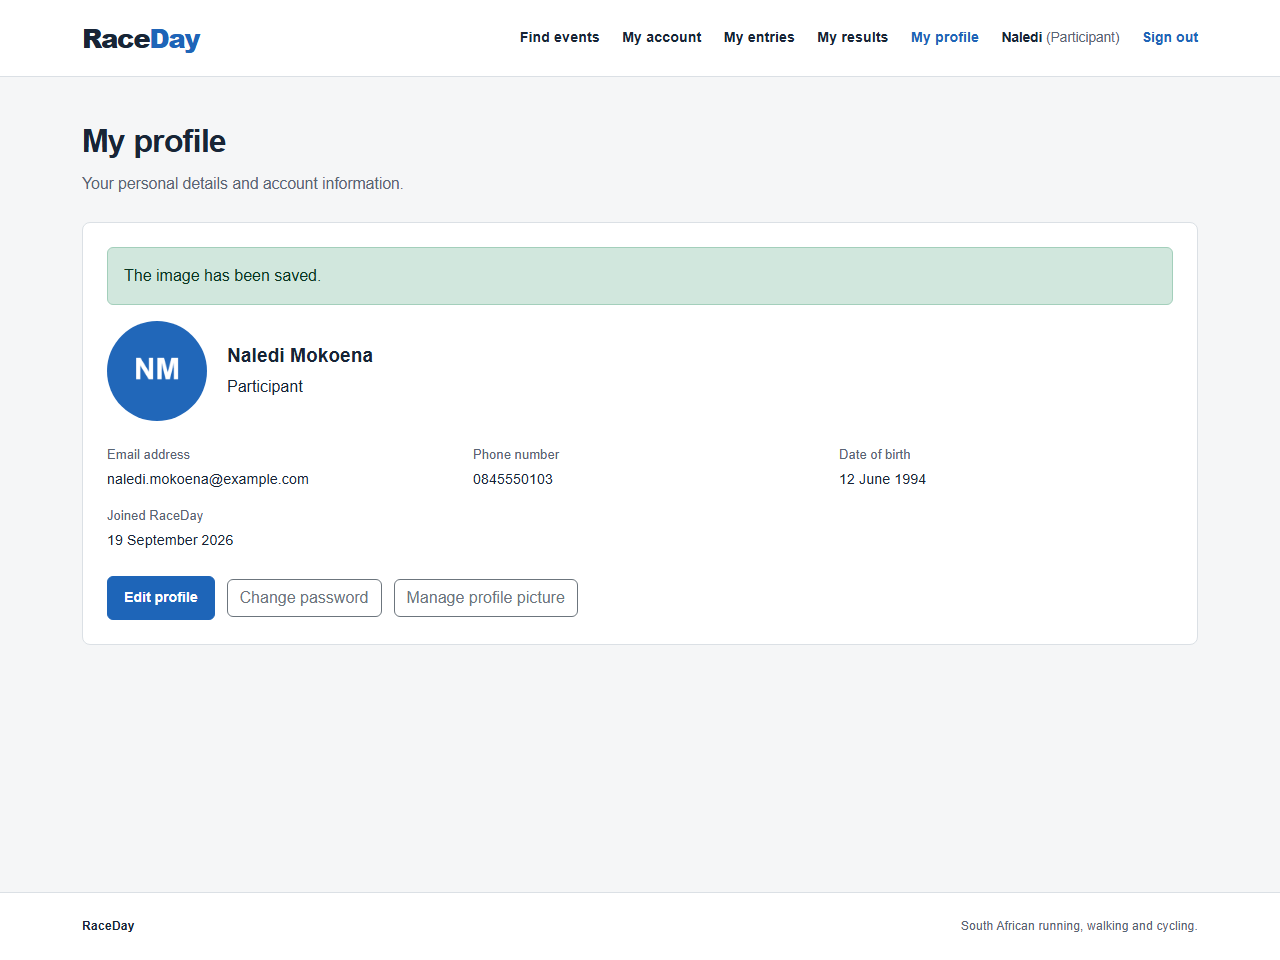 RaceDay
Find events My account My entries My results My profile Naledi (Participant) Sign out
My profile
Your personal details and account information.
The image has been saved.
NM
Naledi Mokoena
Participant
Email address Phone number Date of birth
naledi.mokoena@example.com 0845550103 12 June 1994
Joined RaceDay
19 September 2026
Edit profile Change password Manage profile picture
RaceDay South African running, walking and cycling.